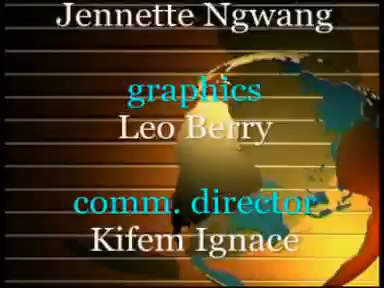 Jennette Ngwang
graphics
Leo Berry
comm. director
Kifem Ignace